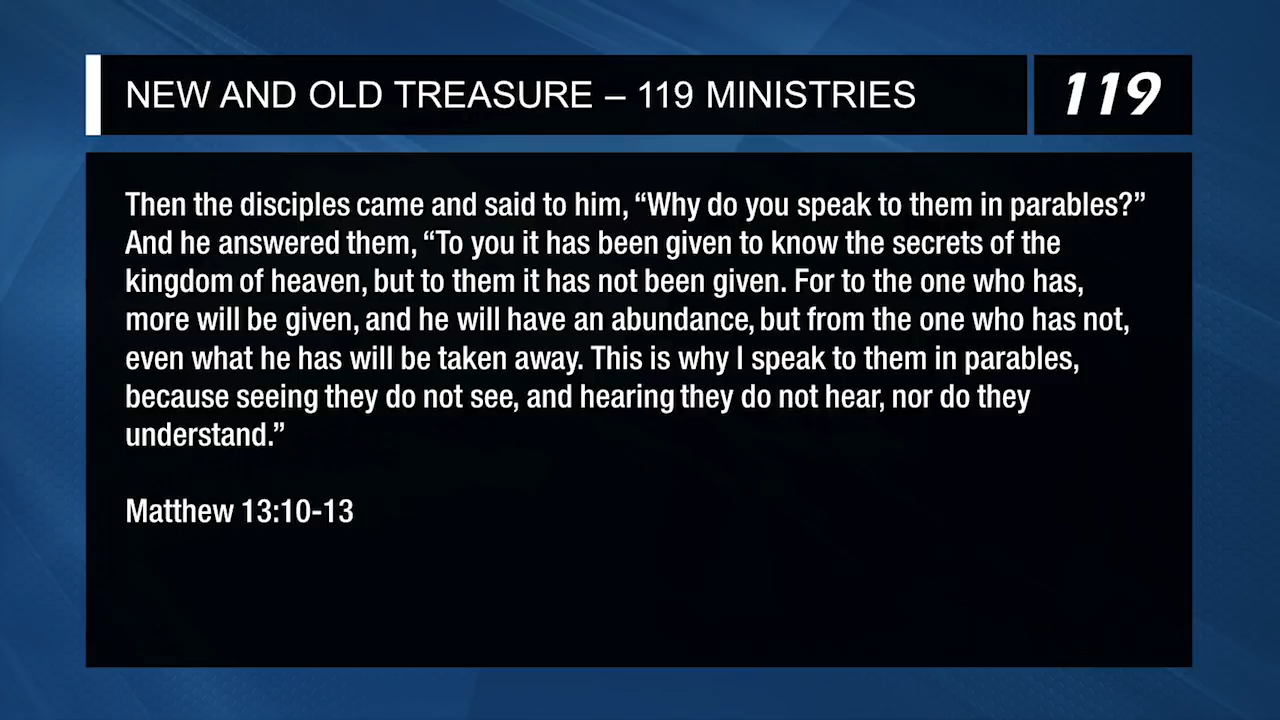 NEW AND OLD TREASURE – 119 MINISTRIES
119
Then the disciples came and said to him, “Why do you speak to them in parables?”
And he answered them, “To you it has been given to know the secrets of the
kingdom of heaven, but to them it has not been given. For to the one who has,
more will be given, and he will have an abundance, but from the one who has not,
even what he has will be taken away. This is why I speak to them in parables,
because seeing they do not see, and hearing they do not hear, nor do they
understand.”
Matthew 13:10-13